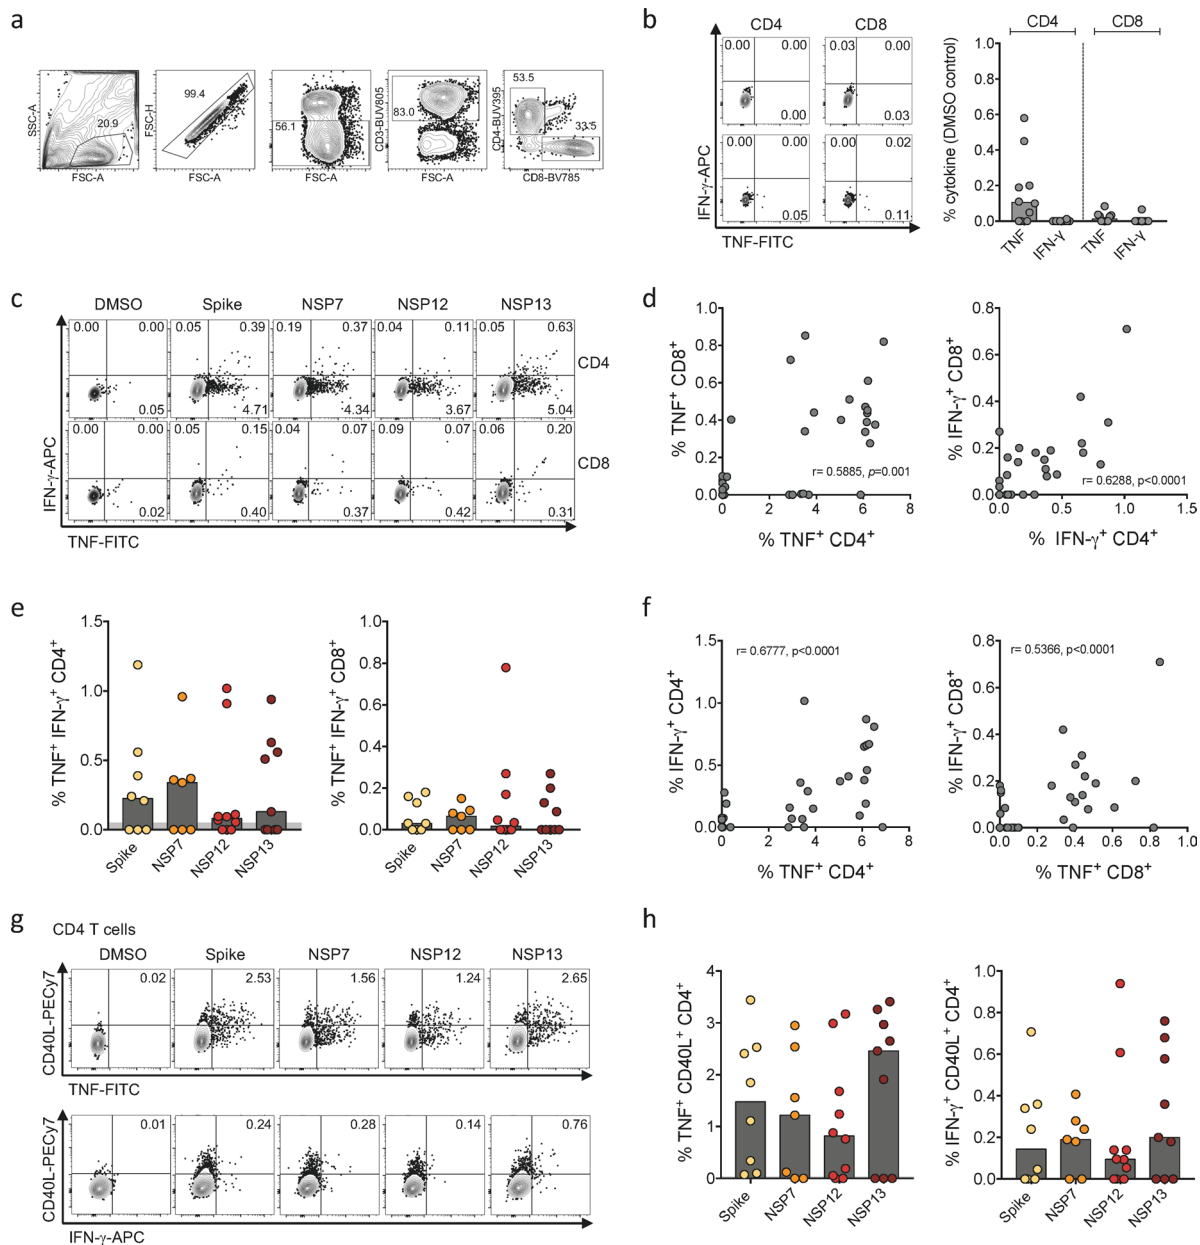 a
SSC-A
20.9
FSC-A
FSC-H
99.4
FSC-A
56.1
FSC-A
CD3-BUV805
83.0
FSC-A
CD4-BUV395
53.5
33.5
CD8-BV785
b
CD4
CD8
0.00 0.00
0.00
0.03 0.00
0.03
0.00 0.00
0.05
0.00 0.02
0.11
IFN-γ-APC
TNF-FITC
CD4 CD8
% cytokine (DMSO control)
1.0
0.8
0.6
0.4
0.2
0.0
TNF IFN-γ TNF IFN-γ
c
DMSO Spike NSP7 NSP12 NSP13
0.00 0.00 0.05 0.39 0.19 0.37 0.04 0.11 0.05 0.63
CD4
0.05 4.71 4.34 3.67 5.04
0.00 0.00 0.05 0.15 0.04 0.07 0.09 0.07 0.06 0.20
CD8
0.02 0.40 0.37 0.42 0.31
IFN-γ-APC
TNF-FITC
d
% TNF⁺ CD8⁺
1.0
0.8
0.6
0.4
0.2
0.0
r= 0.5885, p=0.001
0 2 4 6 8
% TNF⁺ CD4⁺
% IFN-γ⁺ CD8⁺
0.8
0.6
0.4
0.2
0.0
r= 0.6288, p<0.0001
0.0 0.5 1.0 1.5
% IFN-γ⁺ CD4⁺
e
% TNF⁺ IFN-γ⁺ CD4⁺
1.5
1.0
0.5
0.0
Spike NSP7 NSP12 NSP13
% TNF⁺ IFN-γ⁺ CD8⁺
1.0
0.8
0.6
0.4
0.2
0.0
Spike NSP7 NSP12 NSP13
f
% IFN-γ⁺ CD4⁺
1.5
1.0
0.5
0.0
r= 0.6777, p<0.0001
0 2 4 6 8
% TNF⁺ CD4⁺
% IFN-γ⁺ CD8⁺
0.8
0.6
0.4
0.2
0.0
r= 0.5366, p<0.0001
0.0 0.2 0.4 0.6 0.8 1.0
% TNF⁺ CD8⁺
g
CD4 T cells
DMSO Spike NSP7 NSP12 NSP13
CD40L-PECy7
0.02 2.53 1.56 1.24 2.65
TNF-FITC
CD40L-PECy7
0.01 0.24 0.28 0.14 0.76
IFN-γ-APC
h
% TNF⁺ CD40L⁺ CD4⁺
4
3
2
1
0
Spike NSP7 NSP12 NSP13
% IFN-γ⁺ CD40L⁺ CD4⁺
1.0
0.8
0.6
0.4
0.2
0.0
Spike NSP7 NSP12 NSP13